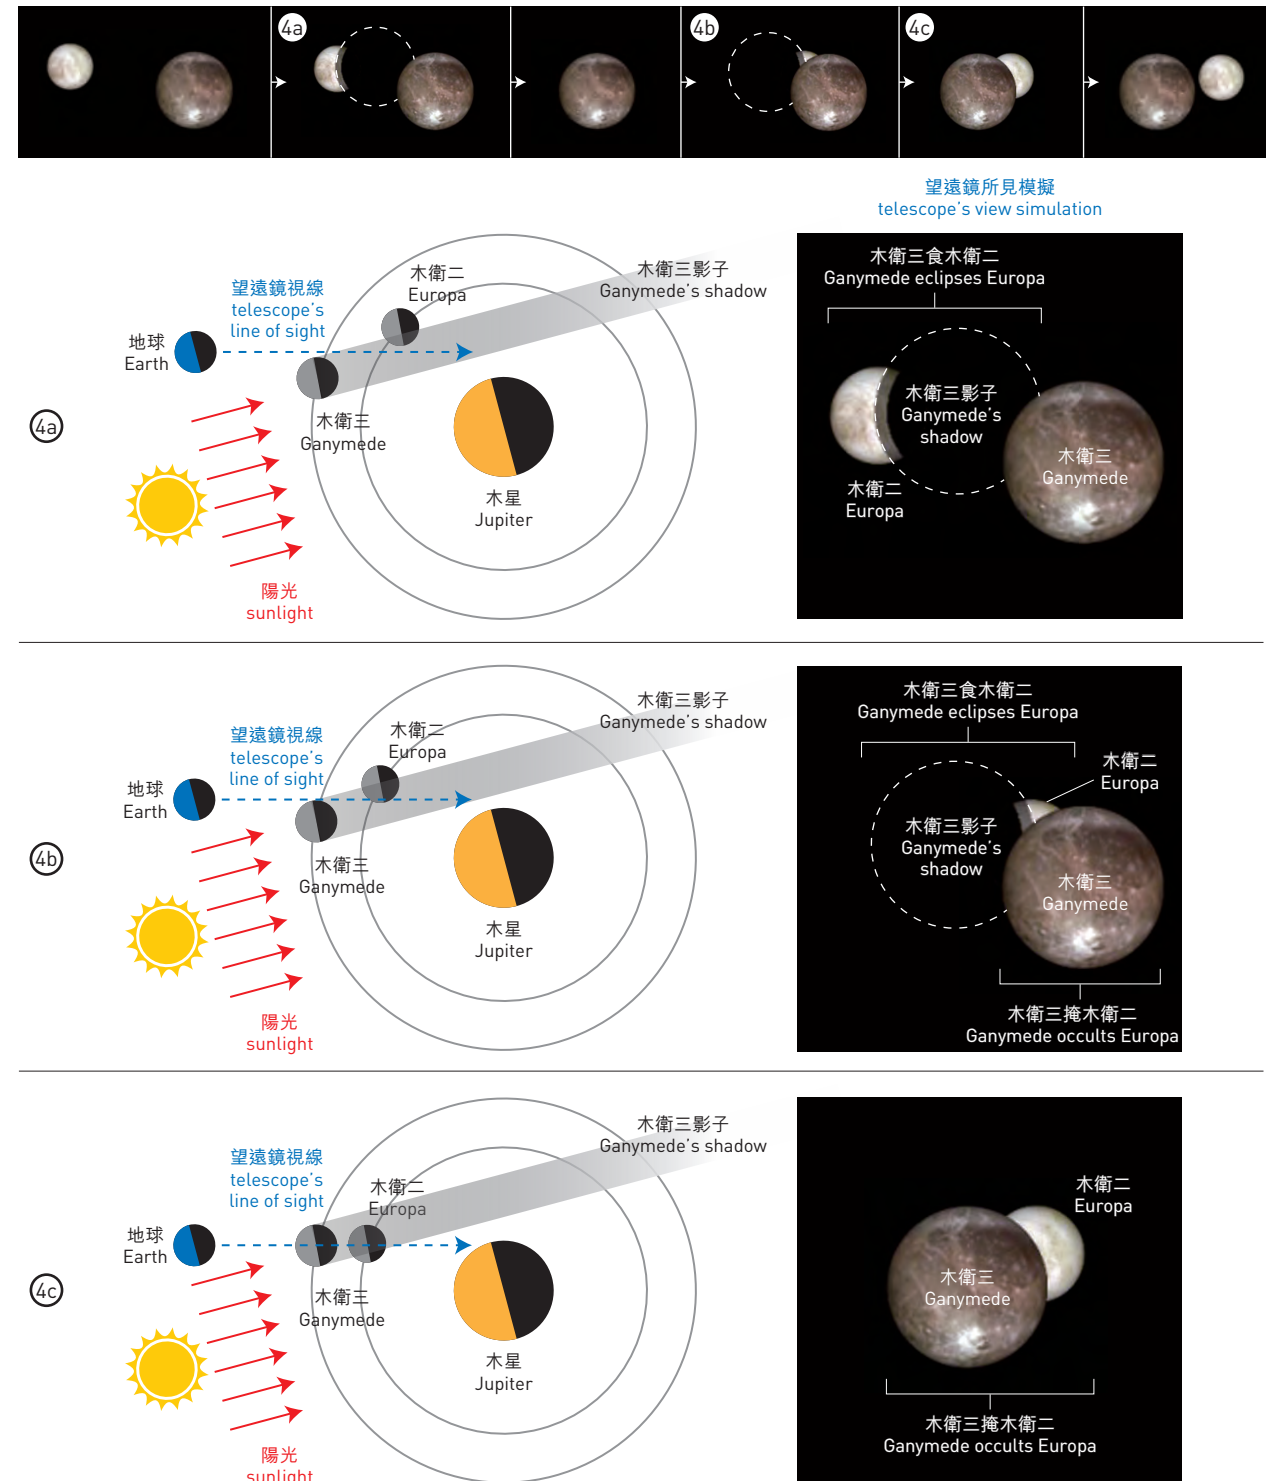 4a
4b
4c
望遠鏡所見模擬
telescope's view simulation
木衛三影子
Ganymede's shadow
木衛二
Europa
望遠鏡視線
telescope's
line of sight
地球
Earth
4a
木衛三
Ganymede
木星
Jupiter
陽光
sunlight
木衛三食木衛二
Ganymede eclipses Europa
木衛三影子
Ganymede's
shadow
木衛三
Ganymede
木衛二
Europa
木衛三影子
Ganymede's shadow
木衛二
Europa
望遠鏡視線
telescope's
line of sight
地球
Earth
4b
木衛三
Ganymede
木星
Jupiter
陽光
sunlight
木衛三食木衛二
Ganymede eclipses Europa
木衛二
Europa
木衛三影子
Ganymede's
shadow
木衛三
Ganymede
木衛三掩木衛二
Ganymede occults Europa
木衛三影子
Ganymede's shadow
望遠鏡視線
telescope's
line of sight
木衛二
Europa
地球
Earth
4c
木衛三
Ganymede
木星
Jupiter
陽光
sunlight
木衛二
Europa
木衛三
Ganymede
木衛三掩木衛二
Ganymede occults Europa